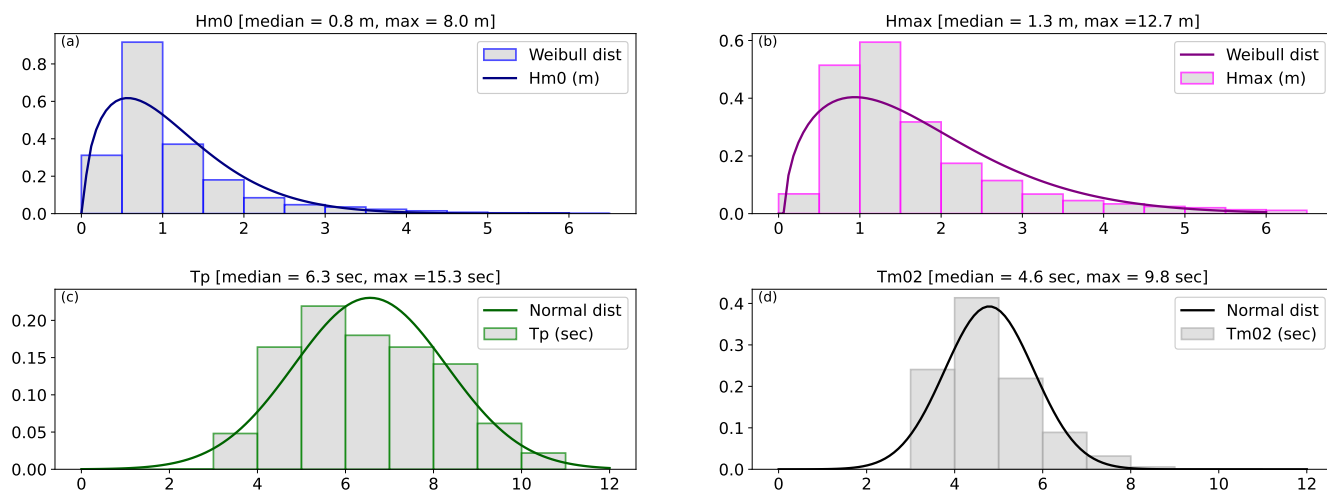 Hm0 [median = 0.8 m, max = 8.0 m]
(a)
Weibull dist
Hm0 (m)
0.8
0.6
0.4
0.2
0.0
0 1 2 3 4 5 6
Hmax [median = 1.3 m, max =12.7 m]
(b)
Weibull dist
Hmax (m)
0.6
0.4
0.2
0.0
0 1 2 3 4 5 6
Tp [median = 6.3 sec, max =15.3 sec]
(c)
Normal dist
Tp (sec)
0.20
0.15
0.10
0.05
0.00
0 2 4 6 8 10 12
Tm02 [median = 4.6 sec, max = 9.8 sec]
(d)
Normal dist
Tm02 (sec)
0.4
0.3
0.2
0.1
0.0
0 2 4 6 8 10 12